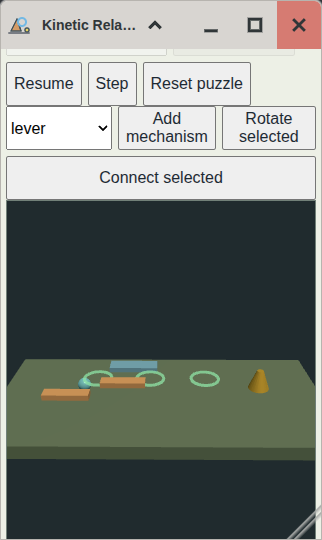 Kinetic Rela…
Resume
Step
Reset puzzle
lever
Add
mechanism
Rotate
selected
Connect selected